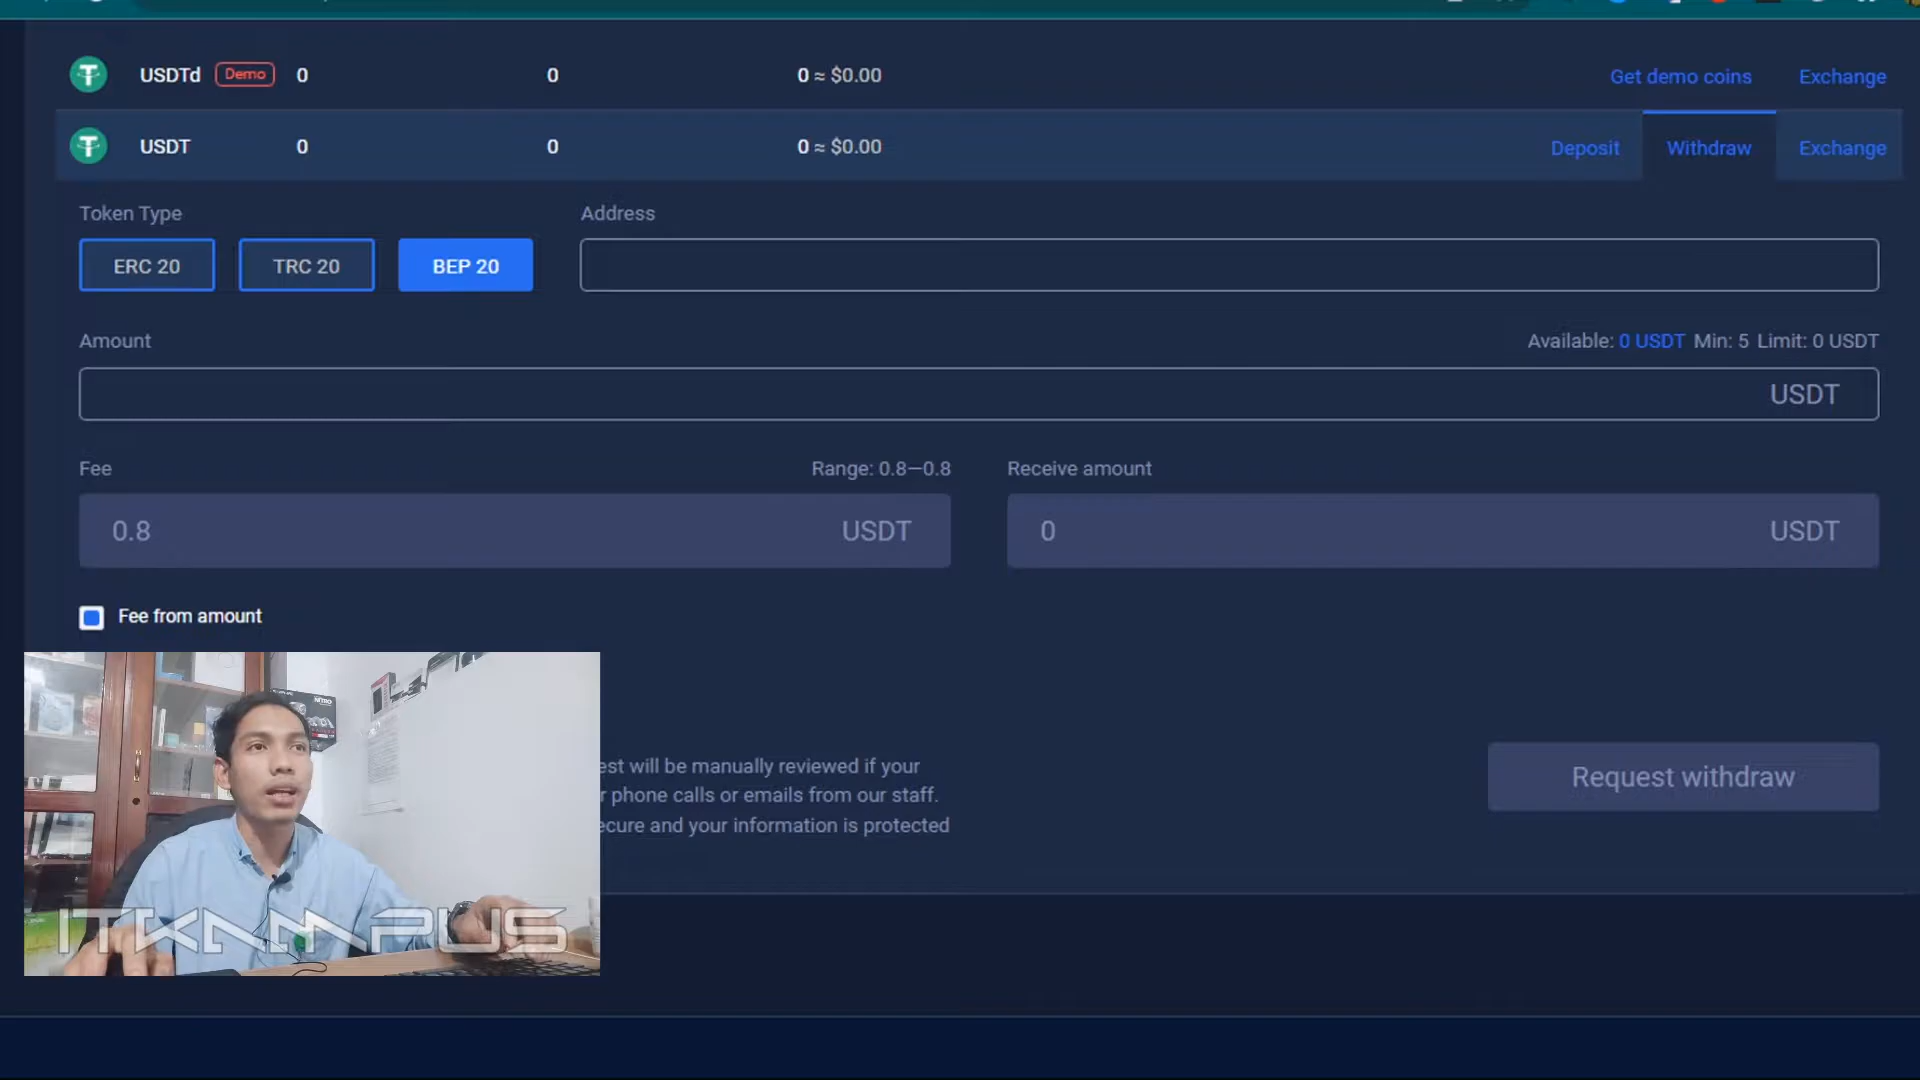 USDTd Demo 0 0 0 ≈ $0.00 Get demo coins Exchange
USDT 0 0 0 ≈ $0.00 Deposit Withdraw Exchange
Token Type Address
ERC 20 TRC 20 BEP 20
Amount Available: 0 USDT Min: 5 Limit: 0 USDT
USDT
Fee Range: 0.8—0.8 Receive amount
0.8 USDT 0 USDT
Fee from amount
NITRO
est will be manually reviewed if your
r phone calls or emails from our staff.
ecure and your information is protected
Request withdraw
ITKAMPUS